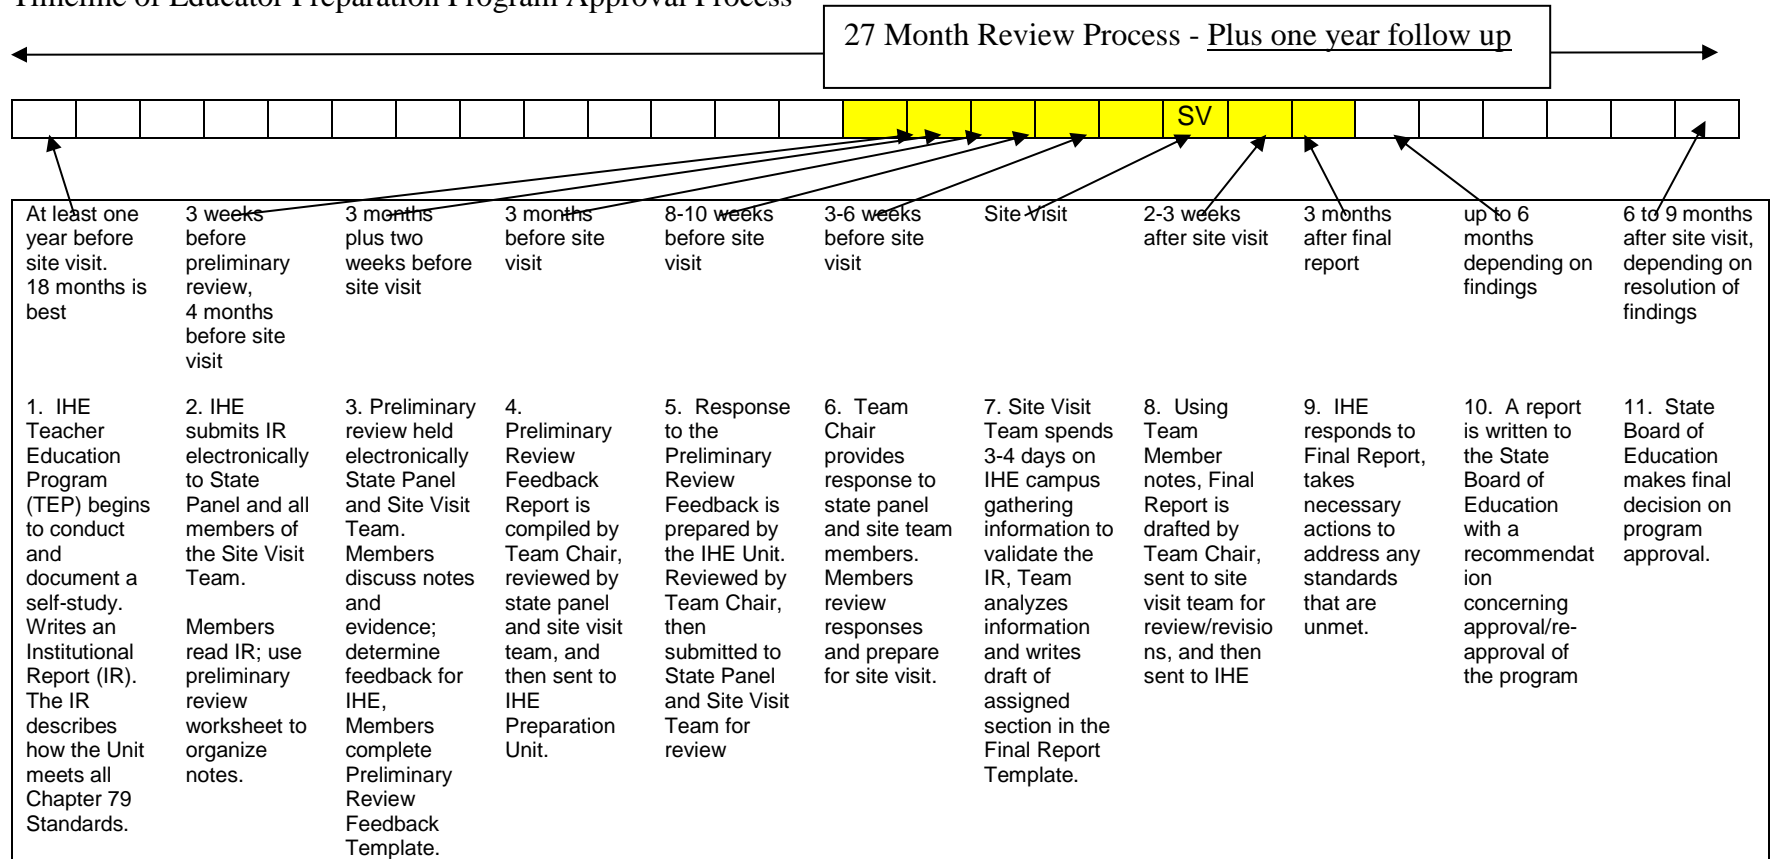 Timeline of Educator Preparation Program Approval Process
27 Month Review Process - Plus one year follow up
SV
At least one
year before
site visit.
18 months is
best
3 weeks
before
preliminary
review,
4 months
before site
visit
3 months
plus two
weeks before
site visit
3 months
before site
visit
8-10 weeks
before site
visit
3-6 weeks
before site
visit
Site Visit
2-3 weeks
after site visit
3 months
after final
report
up to 6
months
depending on
findings
6 to 9 months
after site visit,
depending on
resolution of
findings
1. IHE
Teacher
Education
Program
(TEP) begins
to conduct
and
document a
self-study.
Writes an
Institutional
Report (IR).
The IR
describes
how the Unit
meets all
Chapter 79
Standards.
2. IHE
submits IR
electronically
to State
Panel and all
members of
the Site Visit
Team.
Members
read IR; use
preliminary
review
worksheet to
organize
notes.
3. Preliminary
review held
electronically
State Panel
and Site Visit
Team.
Members
discuss notes
and
evidence;
determine
feedback for
IHE,
Members
complete
Preliminary
Review
Feedback
Template.
4.
Preliminary
Review
Feedback
Report is
compiled by
Team Chair,
reviewed by
state panel
and site visit
team, and
then sent to
IHE
Preparation
Unit.
5. Response
to the
Preliminary
Review
Feedback is
prepared by
the IHE Unit.
Reviewed by
Team Chair,
then
submitted to
State Panel
and Site Visit
Team for
review
6. Team
Chair
provides
response to
state panel
and site team
members.
Members
review
responses
and prepare
for site visit.
7. Site Visit
Team spends
3-4 days on
IHE campus
gathering
information to
validate the
IR, Team
analyzes
information
and writes
draft of
assigned
section in the
Final Report
Template.
8. Using
Team
Member
notes, Final
Report is
drafted by
Team Chair,
sent to site
visit team for
review/revisio
ns, and then
sent to IHE
9. IHE
responds to
Final Report,
takes
necessary
actions to
address any
standards
that are
unmet.
10. A report
is written to
the State
Board of
Education
with a
recommendat
ion
concerning
approval/re-
approval of
the program
11. State
Board of
Education
makes final
decision on
program
approval.